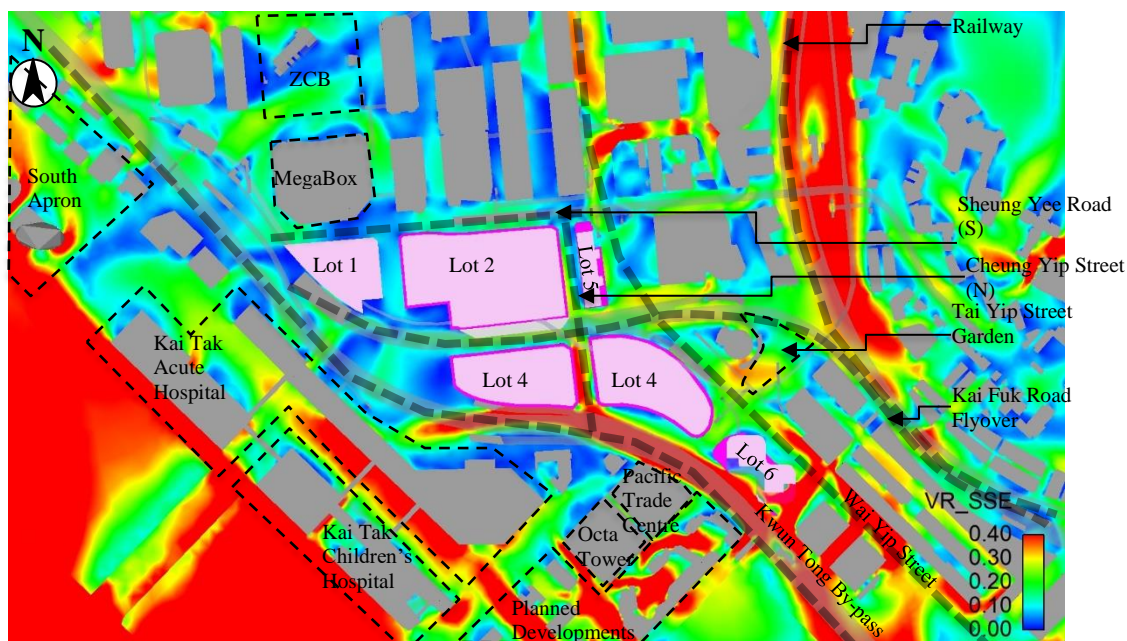 N
ZCB
Railway
MegaBox
South
Apron
Sheung Yee Road
(S)
Lot 1
Lot 2
Lot 5
Cheung Yip Street
(N)
Tai Yip Street
Garden
Kai Tak
Acute
Hospital
Lot 4
Lot 4
Kai Fuk Road
Flyover
Lot 6
Pacific
Trade
Centre
Octa
Tower
Kwun Tong By-pass
Wai Yip Street
VR_SSE
0.40
0.30
0.20
0.10
0.00
Kai Tak
Children's
Hospital
Planned
Developments